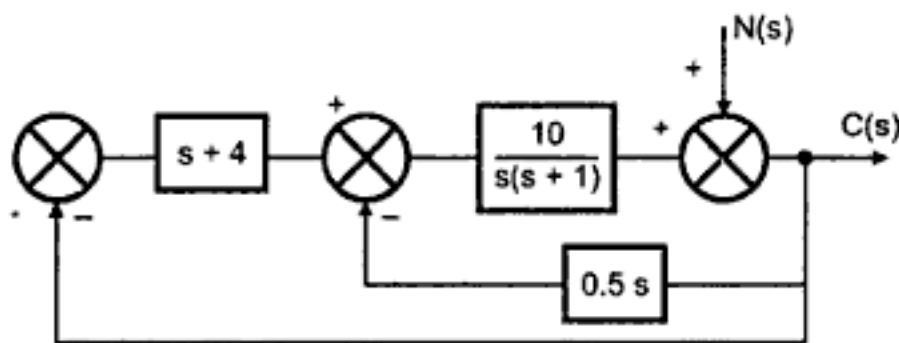 N(s)
+
+
+
C(s)
s + 4
10
s(s + 1)
−
−
0.5 s